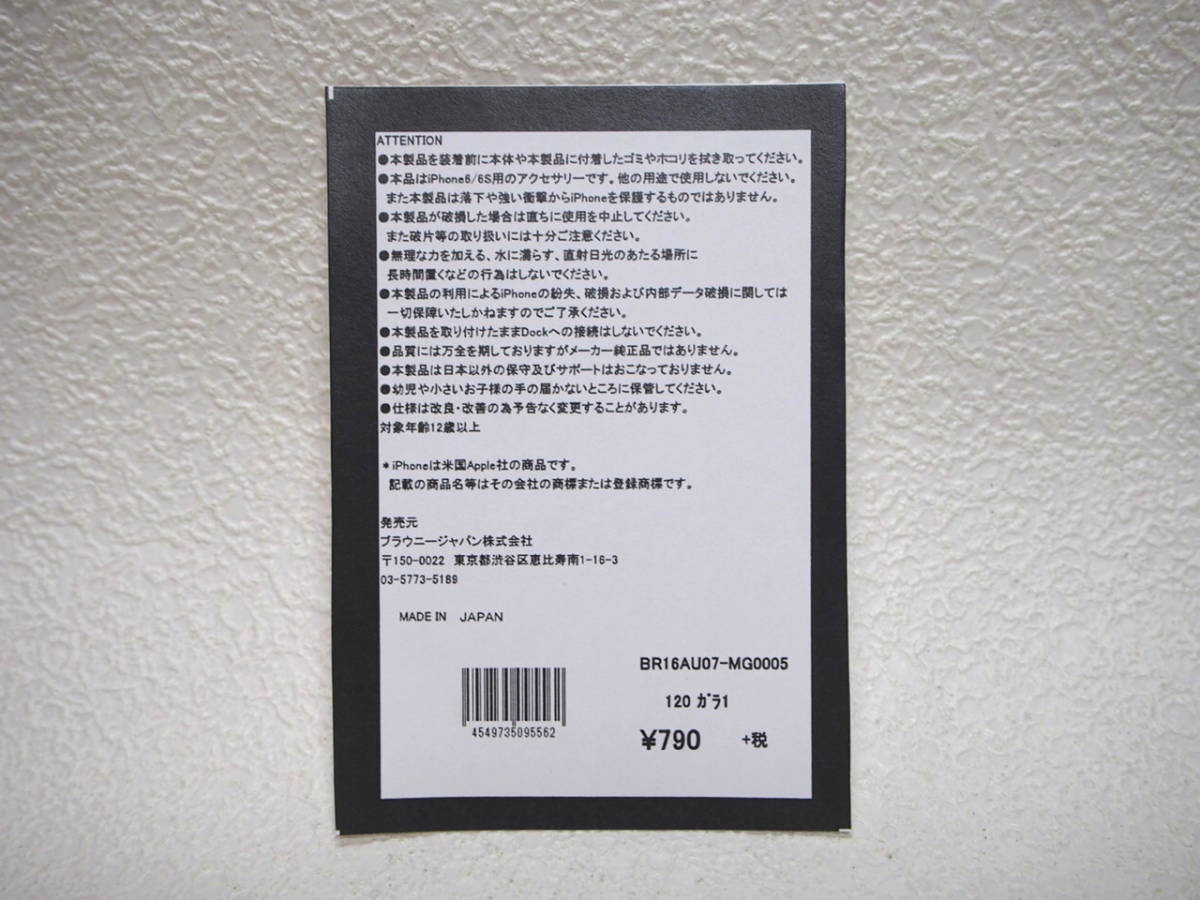 ATTENTION
●本製品を装着前に本体や本製品に付着したゴミやホコリを拭き取ってください。
●本品はiPhone6/6S用のアクセサリーです。他の用途で使用しないでください。
また本製品は落下や強い衝撃からiPhoneを保護するものではありません。
●本製品が破損した場合は直ちに使用を中止してください。
また破片等の取り扱いには十分ご注意ください。
●無理な力を加える、水に濡らす、直射日光のあたる場所に
長時間置くなどの行為はしないでください。
●本製品の利用によるiPhoneの紛失、破損および内部データ破損に関しては
一切保障いたしかねますのでご了承ください。
●本製品を取り付けたままDockへの接続はしないでください。
●品質には万全を期しておりますがメーカー純正品ではありません。
●本製品は日本以外の保守及びサポートはおこなっておりません。
●幼児や小さいお子様の手の届かないところに保管してください。
●仕様は改良・改善の為予告なく変更することがあります。
対象年齢12歳以上
＊iPhoneは米国Apple社の商品です。
記載の商品名等はその会社の商標または登録商標です。
発売元
ブラウニージャパン株式会社
〒150-0022 東京都渋谷区恵比寿南1-16-3
03-5773-5189
MADE IN JAPAN
BR16AU07-MG0005
120 ｶﾞﾗ1
4549735095562
¥790 +税